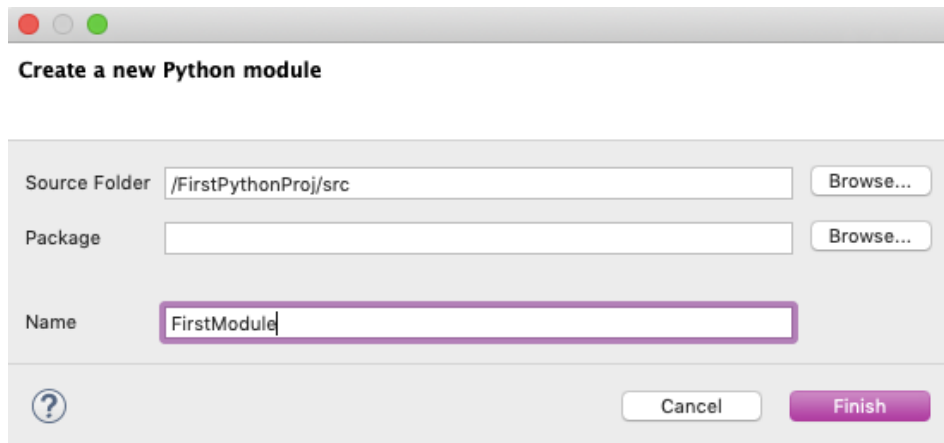 Create a new Python module
Source Folder /FirstPythonProj/src Browse...
Package Browse...
Name FirstModule
? Cancel Finish